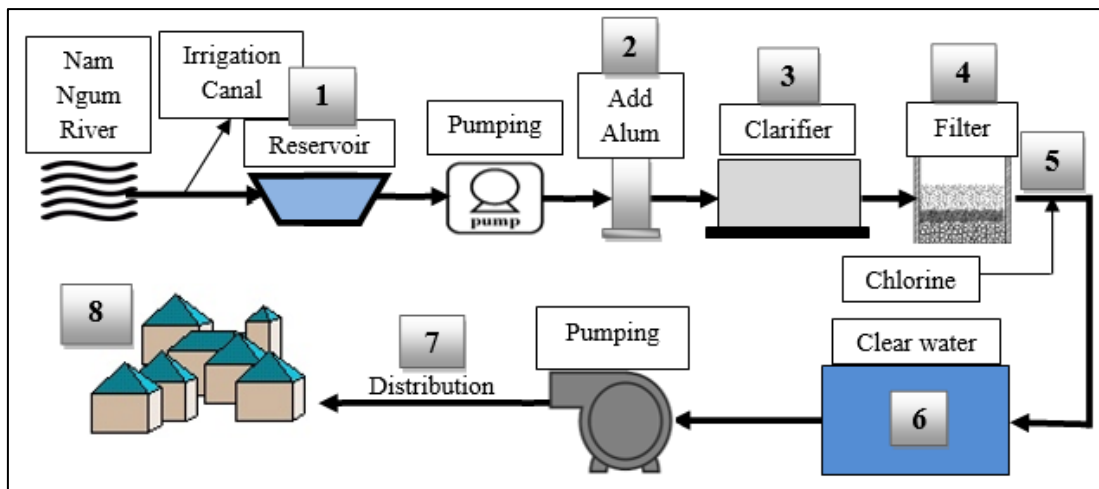 Nam
Ngum
River
Irrigation
Canal
1
Reservoir
Pumping
pump
2
Add
Alum
3
Clarifier
4
Filter
5
Chlorine
Clear water
6
Pumping
7
Distribution
8